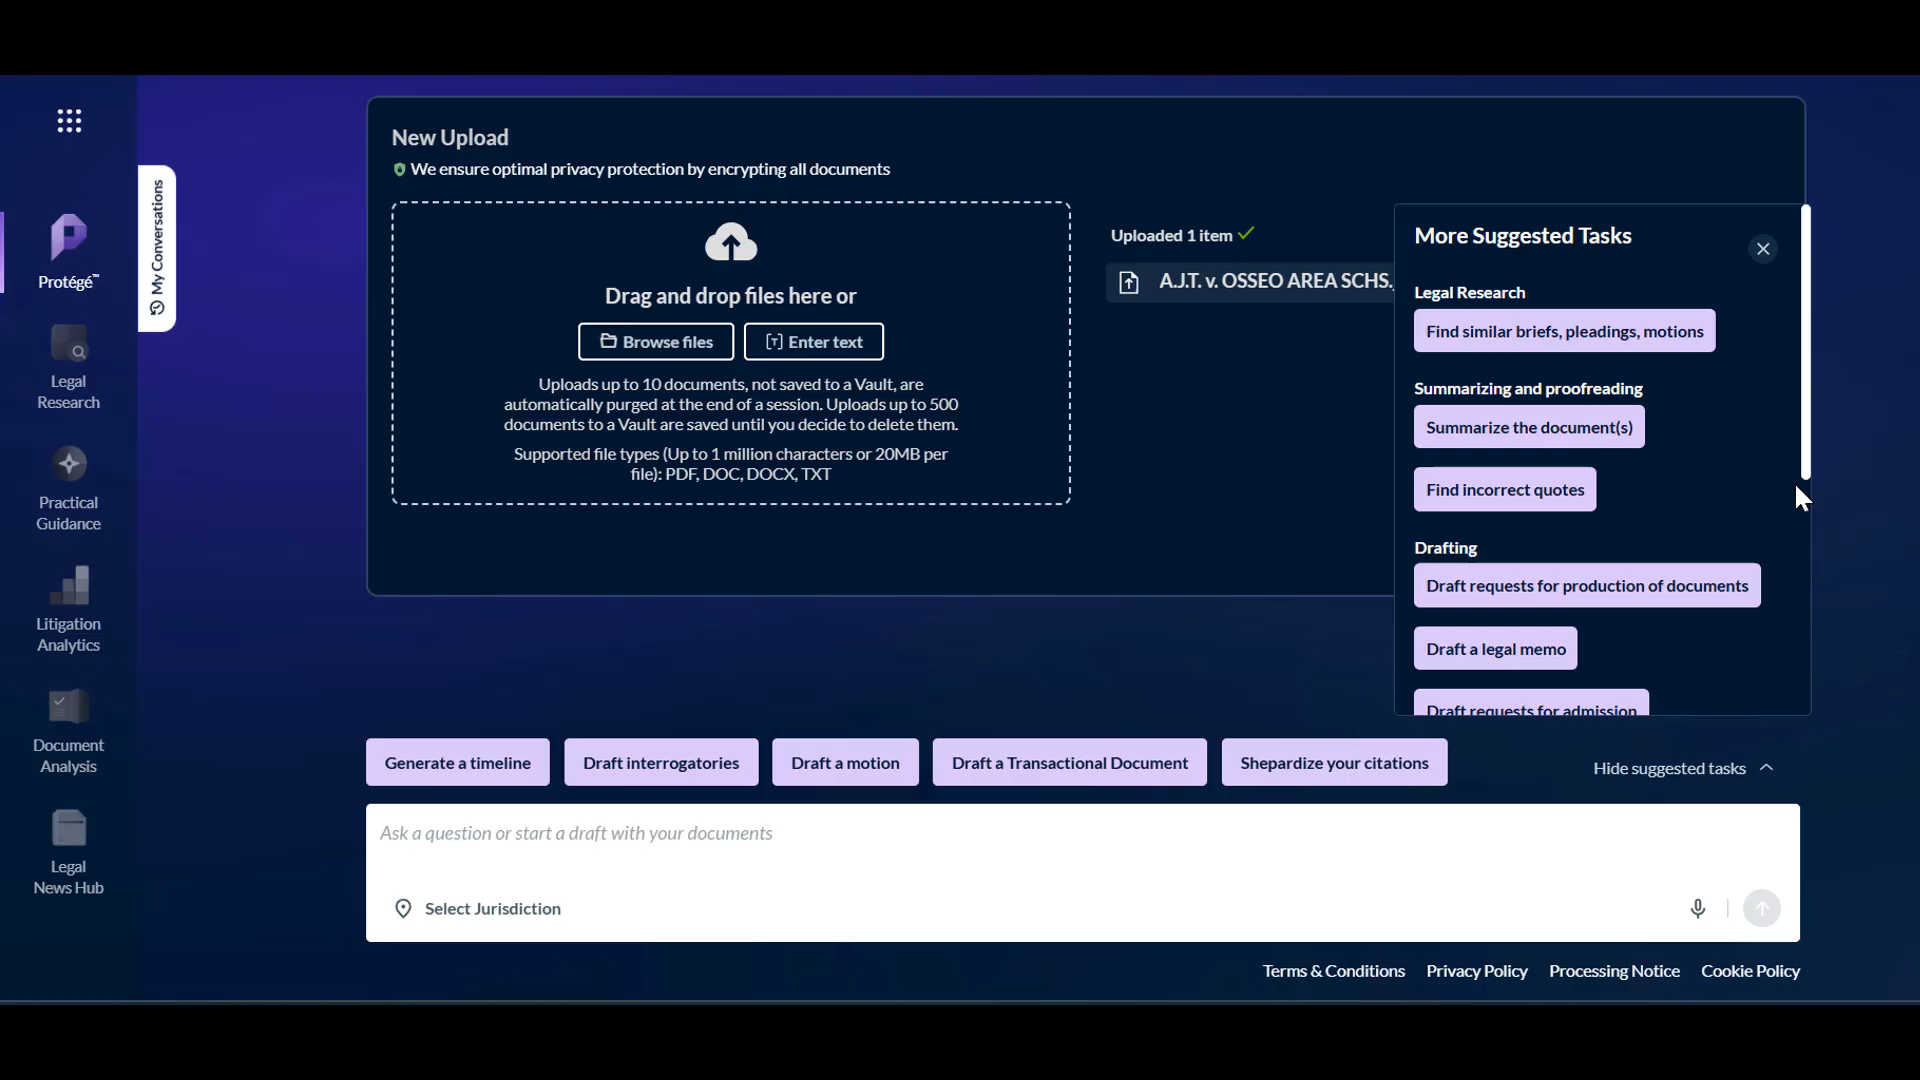 New Upload
We ensure optimal privacy protection by encrypting all documents
Drag and drop files here or
Browse files
Enter text
Uploads up to 10 documents, not saved to a Vault, are
automatically purged at the end of a session. Uploads up to 500
documents to a Vault are saved until you decide to delete them.
Supported file types (Up to 1 million characters or 20MB per
file): PDF, DOC, DOCX, TXT
Uploaded 1 item
A.J.T. v. OSSEO AREA SCHS.
More Suggested Tasks
Legal Research
Find similar briefs, pleadings, motions
Summarizing and proofreading
Summarize the document(s)
Find incorrect quotes
Drafting
Draft requests for production of documents
Draft a legal memo
Draft requests for admission
My Conversations
Protégé™
Legal
Research
Practical
Guidance
Litigation
Analytics
Document
Analysis
Legal
News Hub
Generate a timeline
Draft interrogatories
Draft a motion
Draft a Transactional Document
Shepardize your citations
Hide suggested tasks
Ask a question or start a draft with your documents
Select Jurisdiction
Terms & Conditions
Privacy Policy
Processing Notice
Cookie Policy